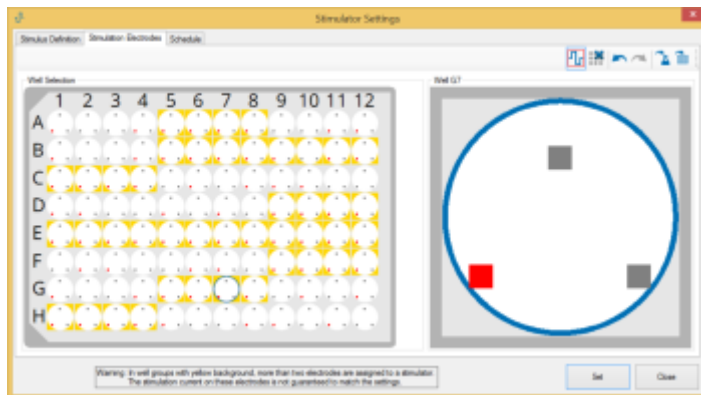 Stimulator Settings
Stimulus Definition Stimulation Electrodes Schedule
Well Selection
Well G7
1 2 3 4 5 6 7 8 9 10 11 12
A
B
C
D
E
F
G
H
Warning: In well groups with yellow background, more than two electrodes are assigned to a stimulator.
The stimulation current on these electrodes is not guaranteed to match the settings.
Set Close